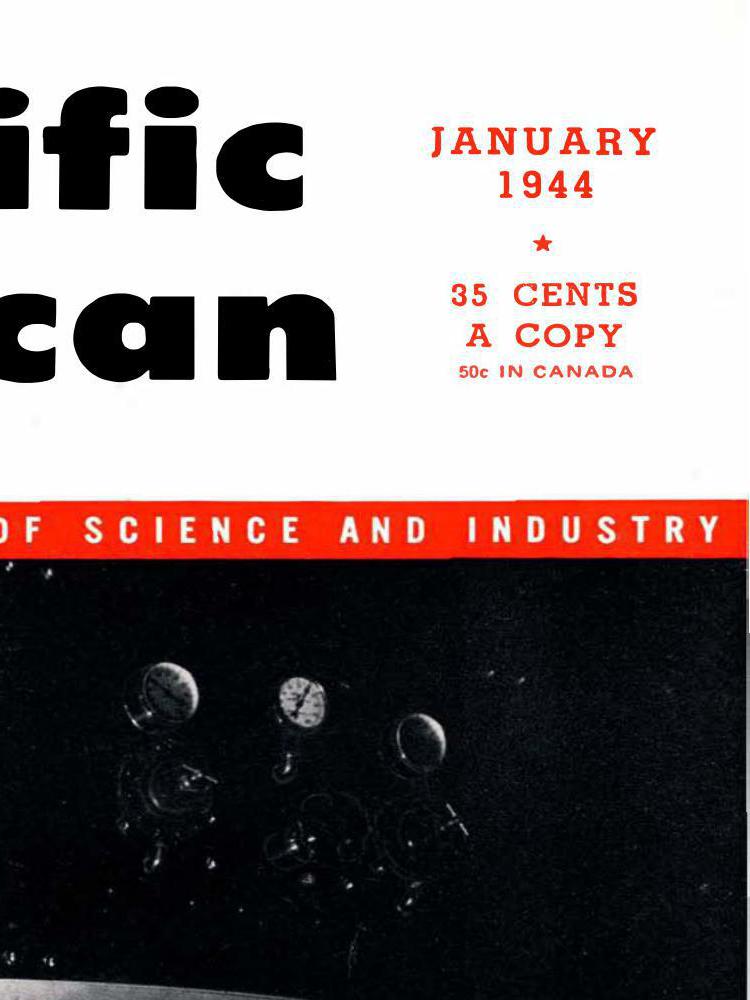 ific
can
JANUARY
1944
★
35 CENTS
A COPY
50c IN CANADA
OF SCIENCE AND INDUSTRY